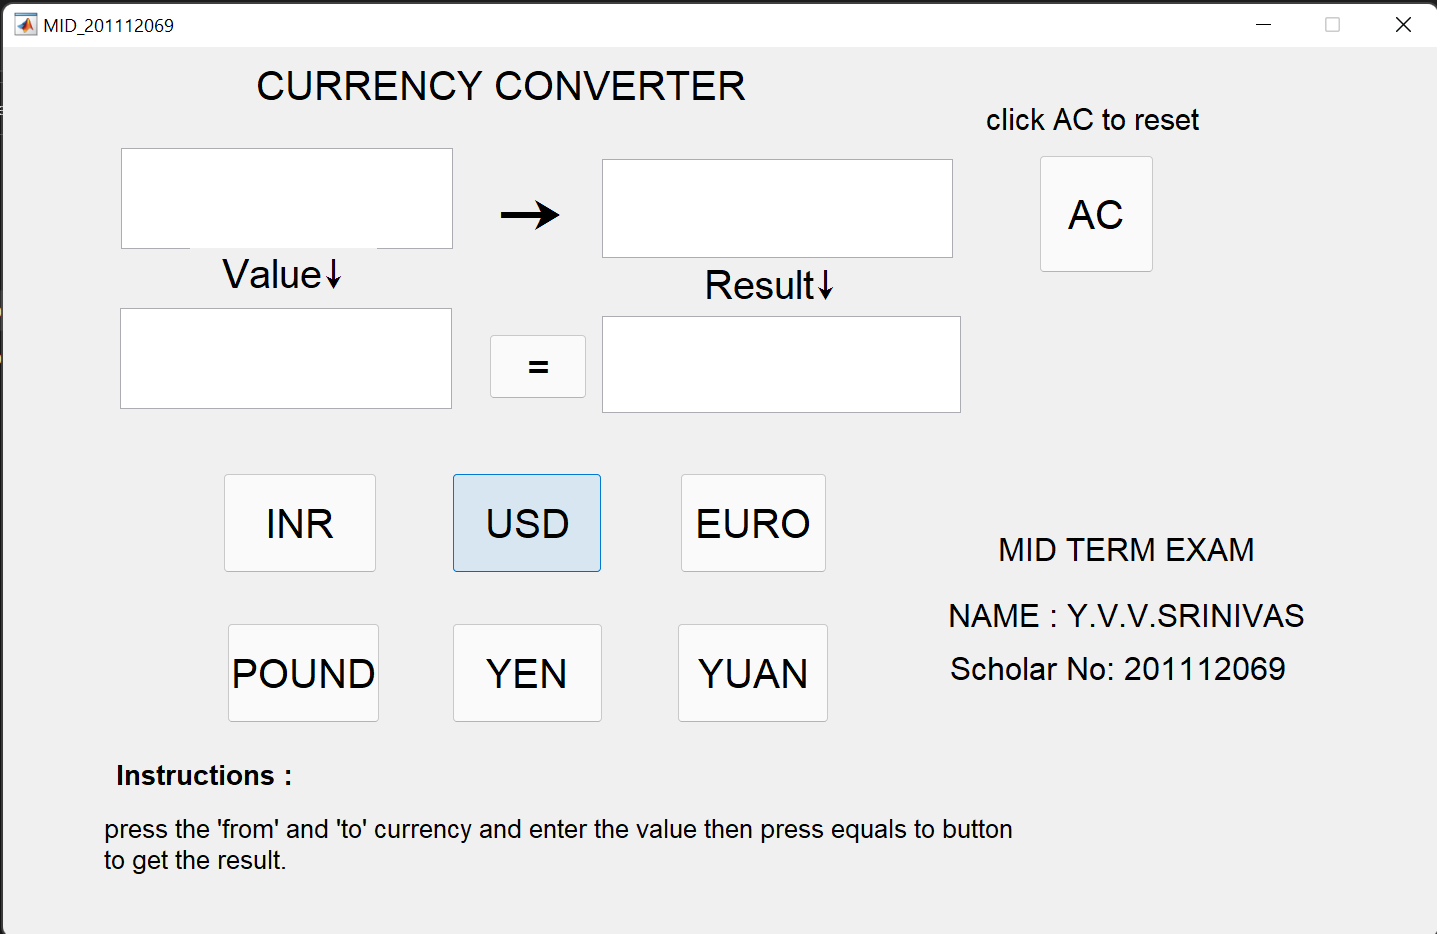 MID_201112069
CURRENCY CONVERTER
click AC to reset
→
AC
Value↓
Result↓
=
INR
USD
EURO
POUND
YEN
YUAN
MID TERM EXAM
NAME : Y.V.V.SRINIVAS
Scholar No: 201112069
Instructions :
press the 'from' and 'to' currency and enter the value then press equals to button
to get the result.